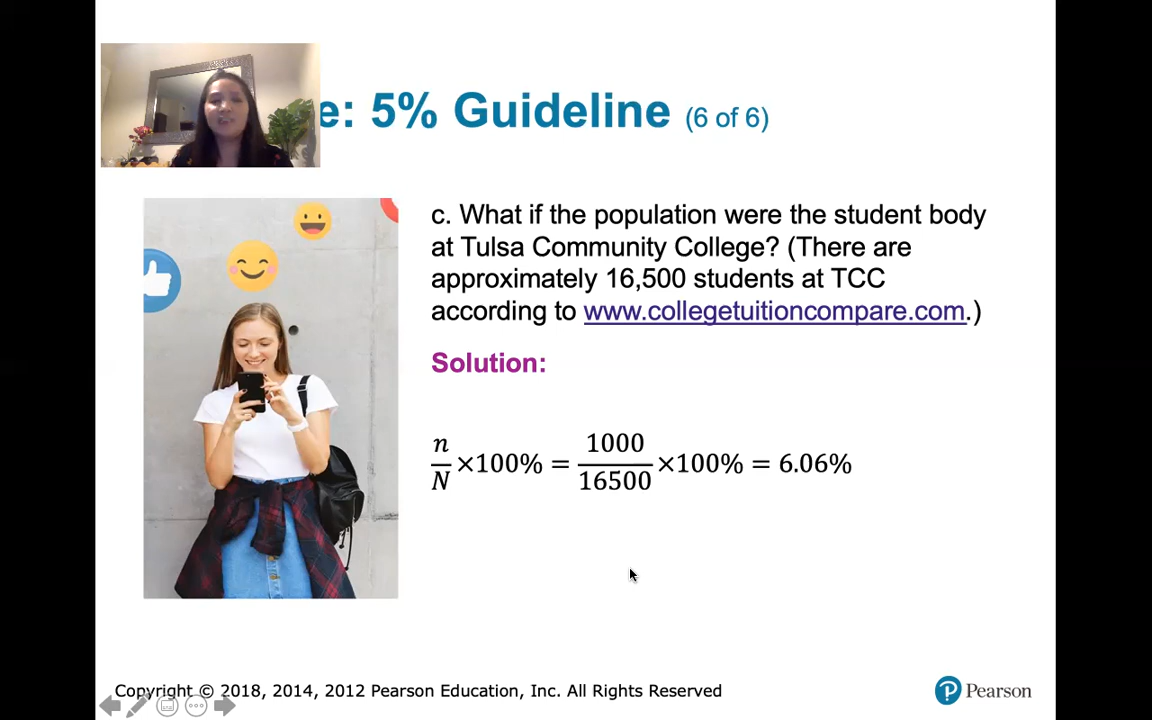 e: 5% Guideline (6 of 6)
c. What if the population were the student body
at Tulsa Community College? (There are
approximately 16,500 students at TCC
according to www.collegetuitioncompare.com.)
Solution:
n/N ×100% = 1000/16500 ×100% = 6.06%
Copyright © 2018, 2014, 2012 Pearson Education, Inc. All Rights Reserved
Pearson